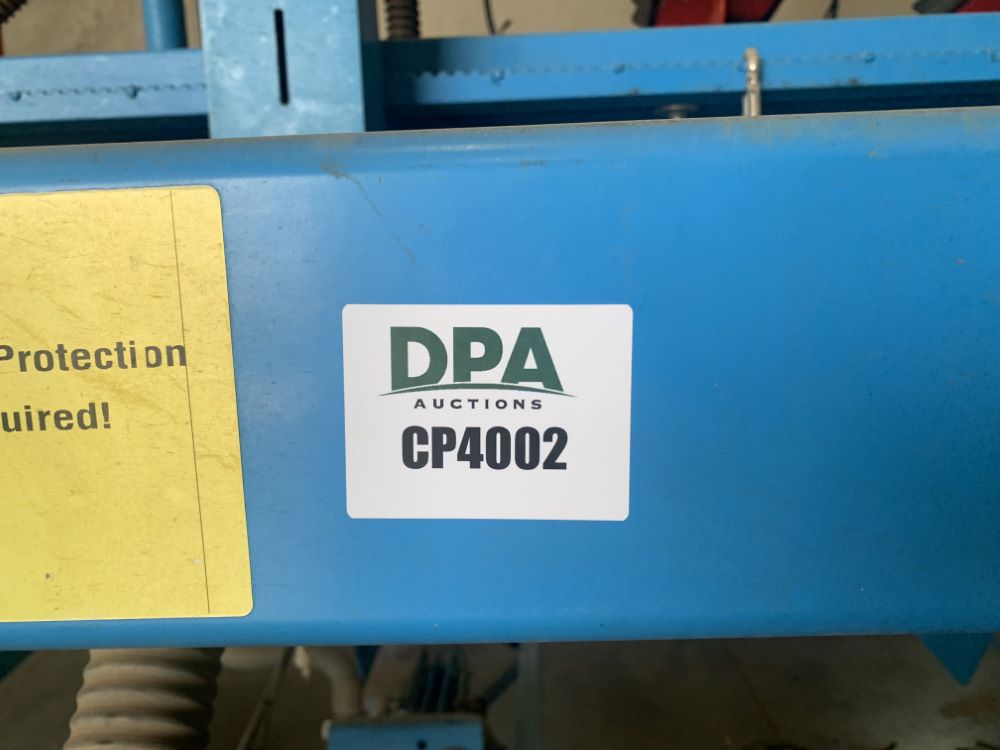 Protection
uired!
DPA
AUCTIONS
CP4002